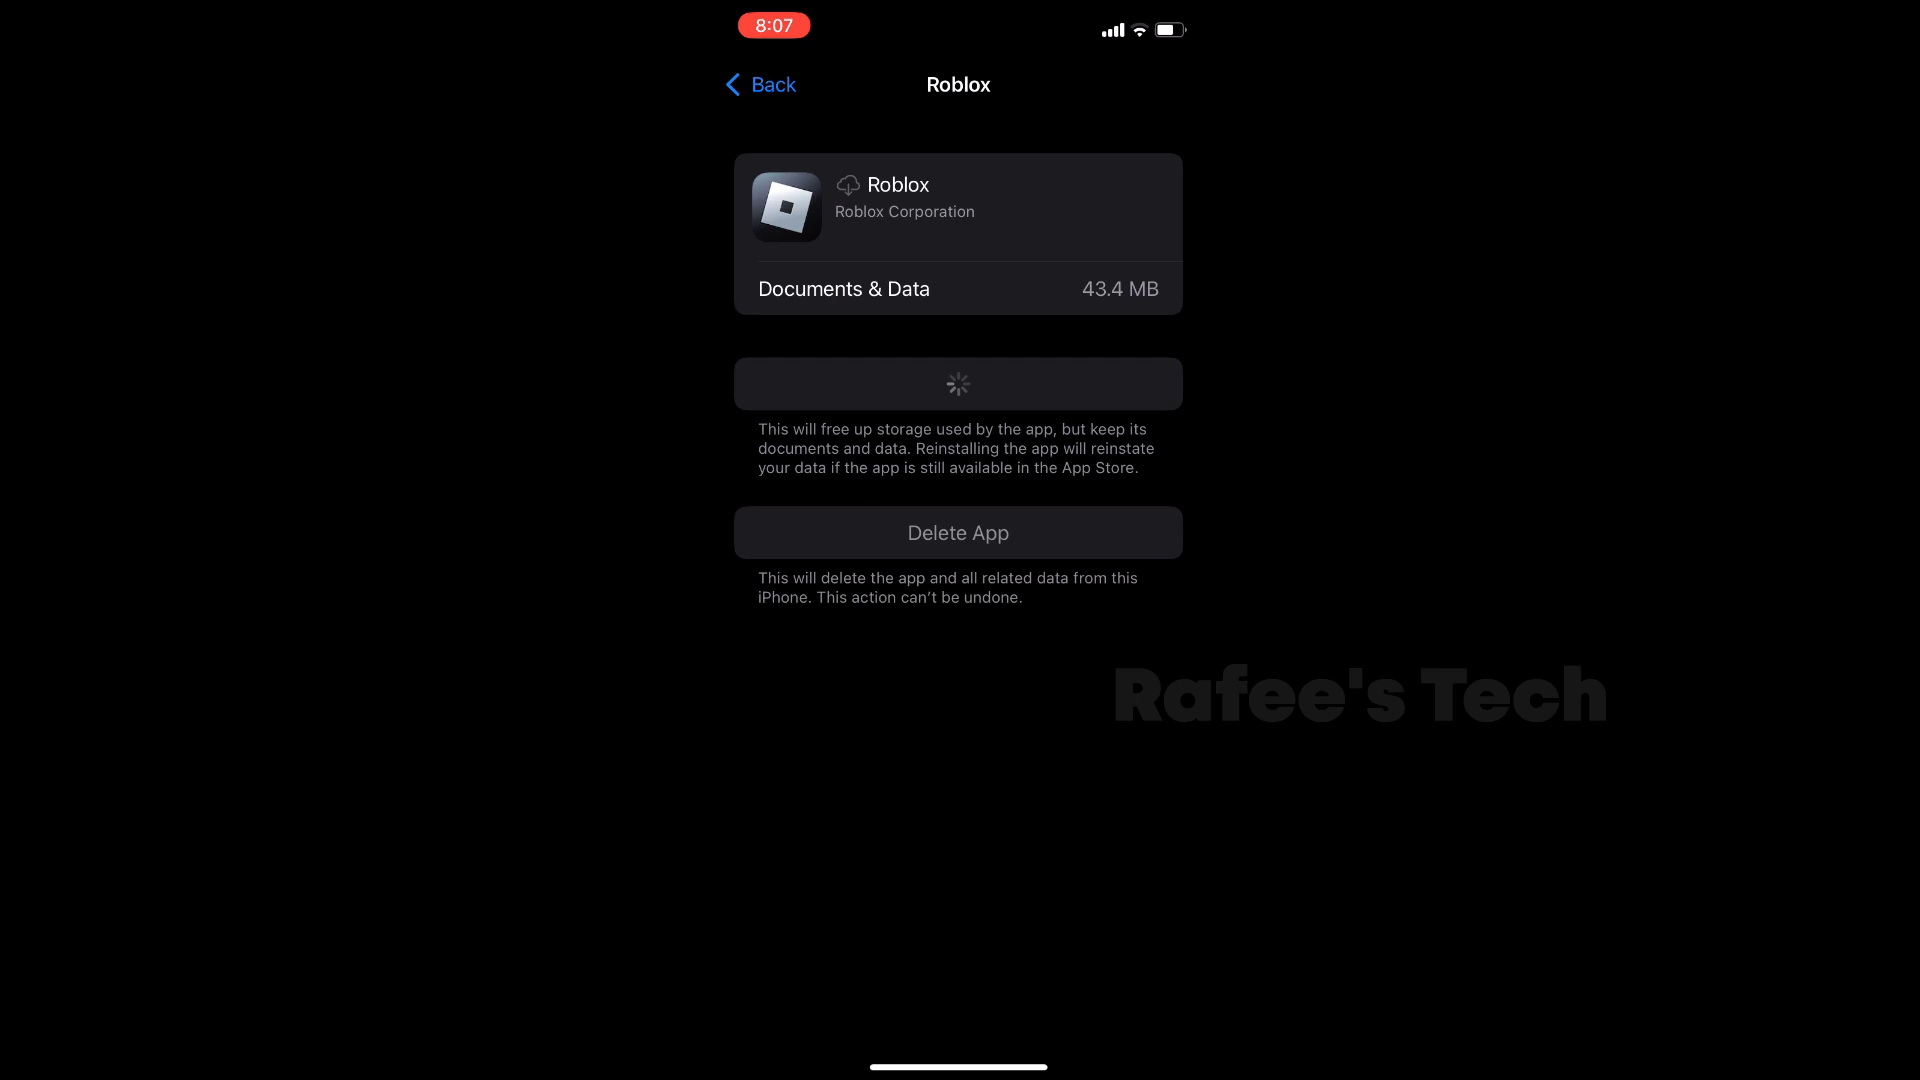 8:07
Back
Roblox
Roblox
Roblox Corporation
Documents & Data
43.4 MB
This will free up storage used by the app, but keep its
documents and data. Reinstalling the app will reinstate
your data if the app is still available in the App Store.
Delete App
This will delete the app and all related data from this
iPhone. This action can’t be undone.
Rafee's Tech